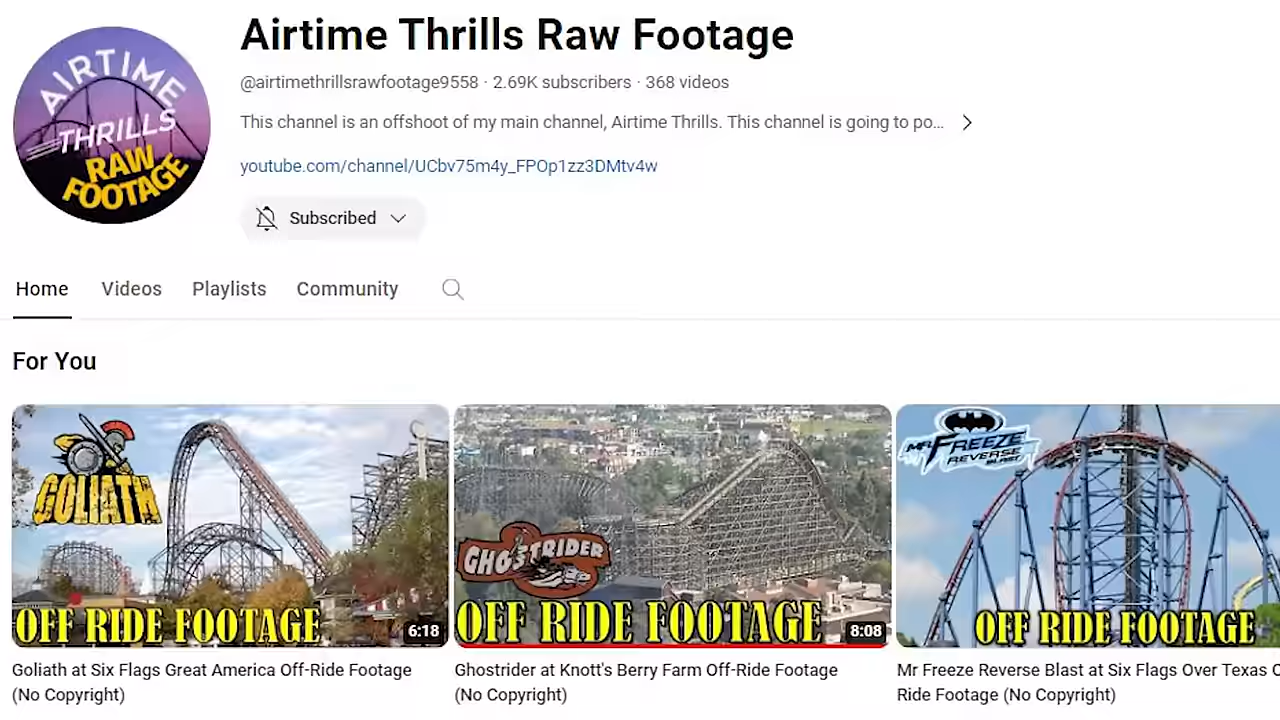 AIRTIME
THRILLS
RAW
FOOTAGE
Airtime Thrills Raw Footage
@airtimethrillsrawfootage9558 · 2.69K subscribers · 368 videos
This channel is an offshoot of my main channel, Airtime Thrills. This channel is going to po...
youtube.com/channel/UCbv75m4y_FPOp1zz3DMtv4w
Subscribed
Home Videos Playlists Community
For You
GOLIATH
OFF RIDE FOOTAGE
6:18
GHOSTRIDER
OFF RIDE FOOTAGE
8:08
MR. FREEZE
REVERSE
BLAST
OFF RIDE FOOTAGE
Goliath at Six Flags Great America Off-Ride Footage
(No Copyright)
Ghostrider at Knott's Berry Farm Off-Ride Footage
(No Copyright)
Mr Freeze Reverse Blast at Six Flags Over Texas
Ride Footage (No Copyright)